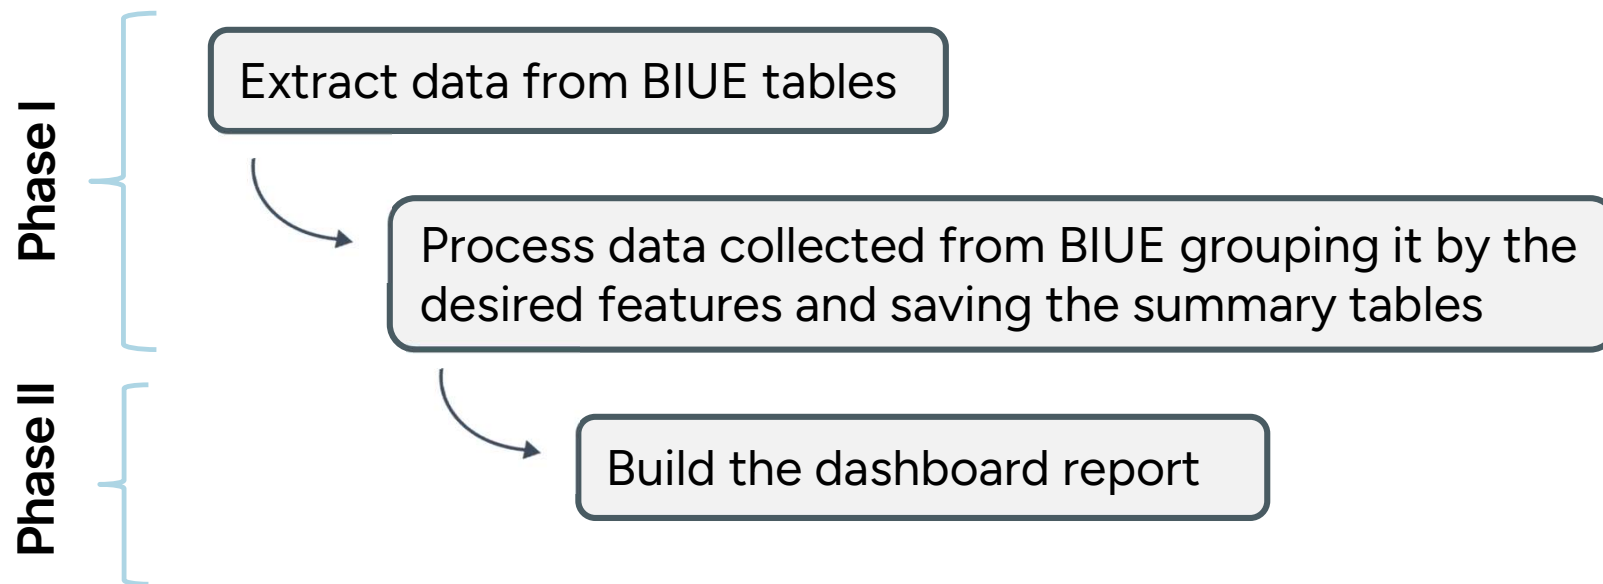 Phase I
Extract data from BIUE tables
Process data collected from BIUE grouping it by the
desired features and saving the summary tables
Phase II
Build the dashboard report